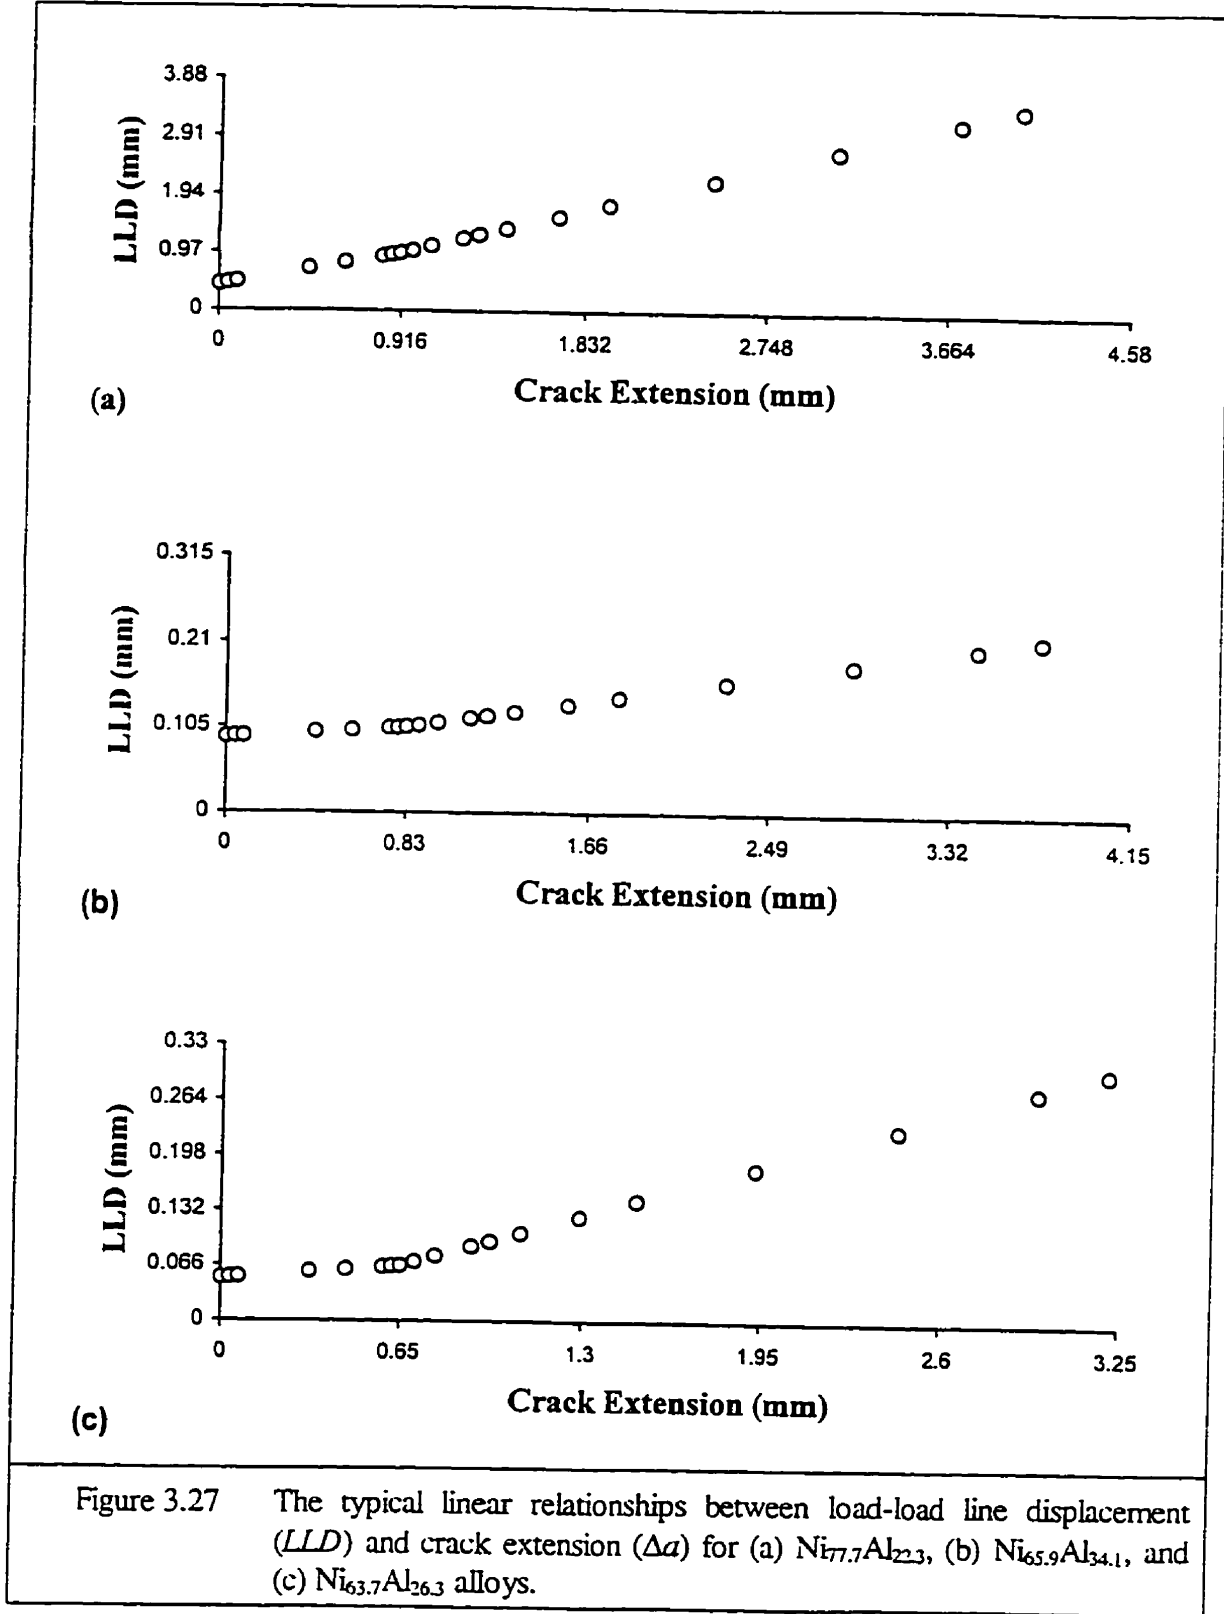 3.88
2.91
1.94
0.97
0
LLD (mm)
0 0.916 1.832 2.748 3.664 4.58
Crack Extension (mm)
(a)
0.315
0.21
0.105
0
LLD (mm)
0 0.83 1.66 2.49 3.32 4.15
Crack Extension (mm)
(b)
0.33
0.264
0.198
0.132
0.066
0
LLD (mm)
0 0.65 1.3 1.95 2.6 3.25
Crack Extension (mm)
(c)
Figure 3.27 The typical linear relationships between load-load line displacement
(LLD) and crack extension (Δa) for (a) Ni77.7Al22.3, (b) Ni65.9Al34.1, and
(c) Ni63.7Al26.3 alloys.